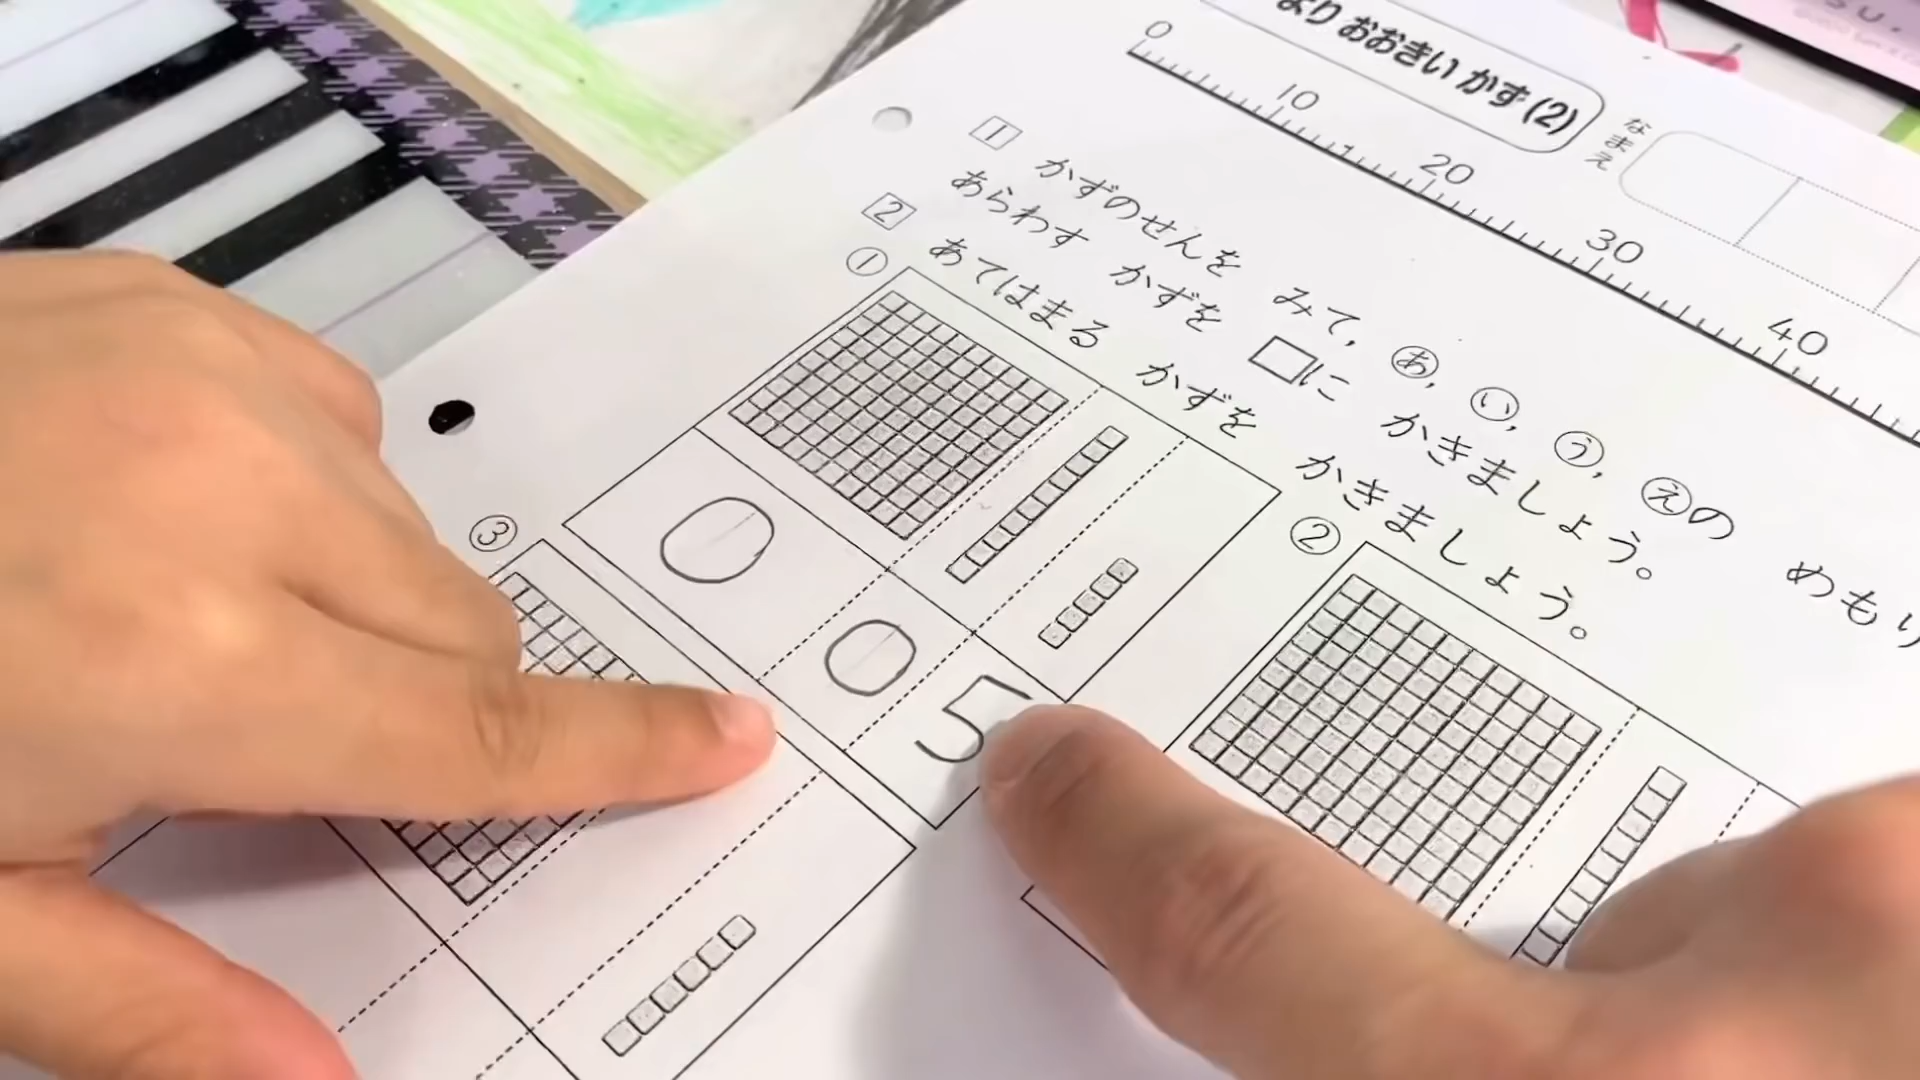 より おおきい かず(2)
なまえ
0 10 20 30 40
1 かずのせんを みて, あ, い, う, えの めもり
あらわす かずを □に かきましょう。
2 あてはまる かずを かきましょう。
①
②
③
0 0 5